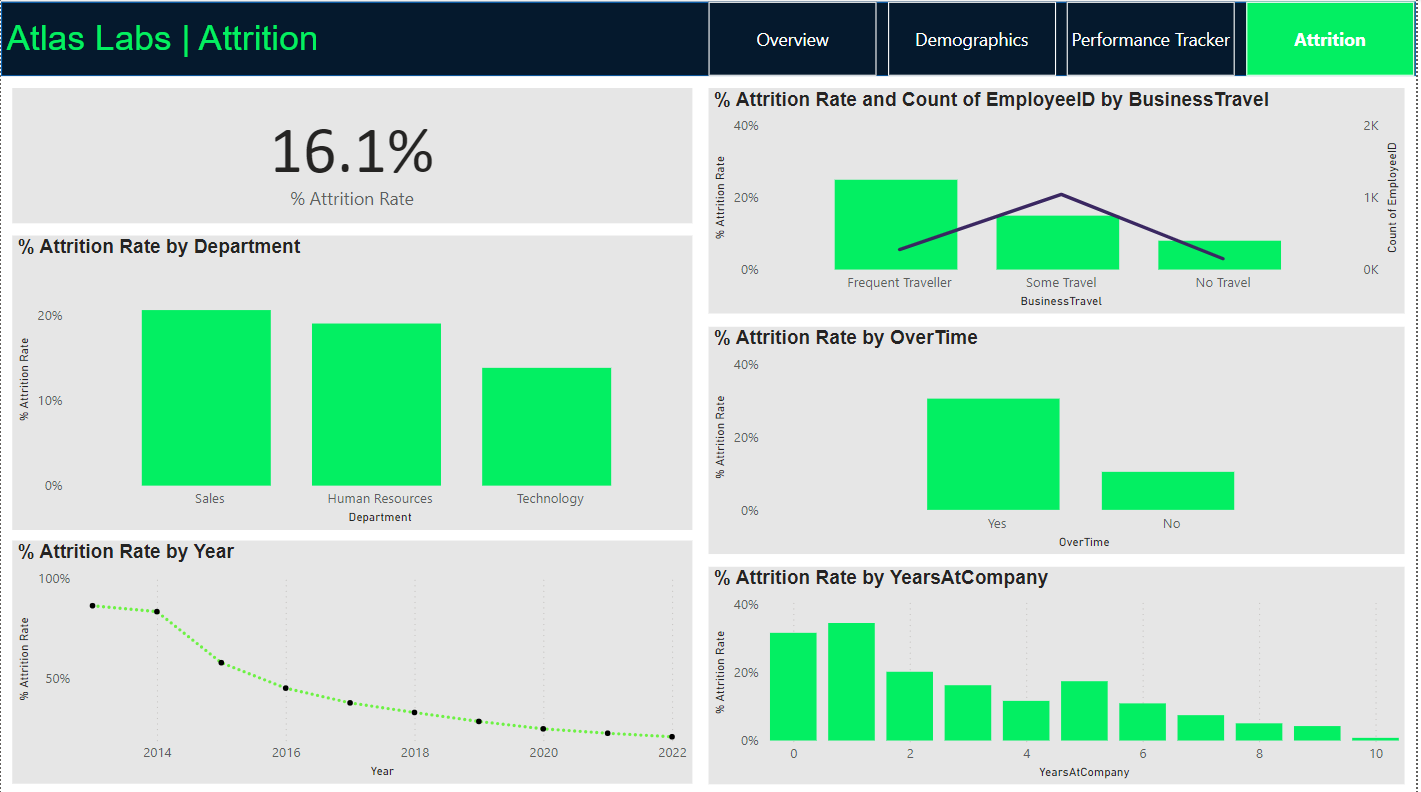 Atlas Labs | Attrition
Overview
Demographics
Performance Tracker
Attrition
16.1%
% Attrition Rate
% Attrition Rate by Department
% Attrition Rate
20%
10%
0%
Sales
Human Resources
Technology
Department
% Attrition Rate by Year
% Attrition Rate
100%
50%
2014
2016
2018
2020
2022
Year
% Attrition Rate and Count of EmployeeID by BusinessTravel
% Attrition Rate
40%
20%
0%
2K
1K
0K
Count of EmployeeID
Frequent Traveller
Some Travel
No Travel
BusinessTravel
% Attrition Rate by OverTime
% Attrition Rate
40%
20%
0%
Yes
No
OverTime
% Attrition Rate by YearsAtCompany
% Attrition Rate
40%
20%
0%
0
2
4
6
8
10
YearsAtCompany